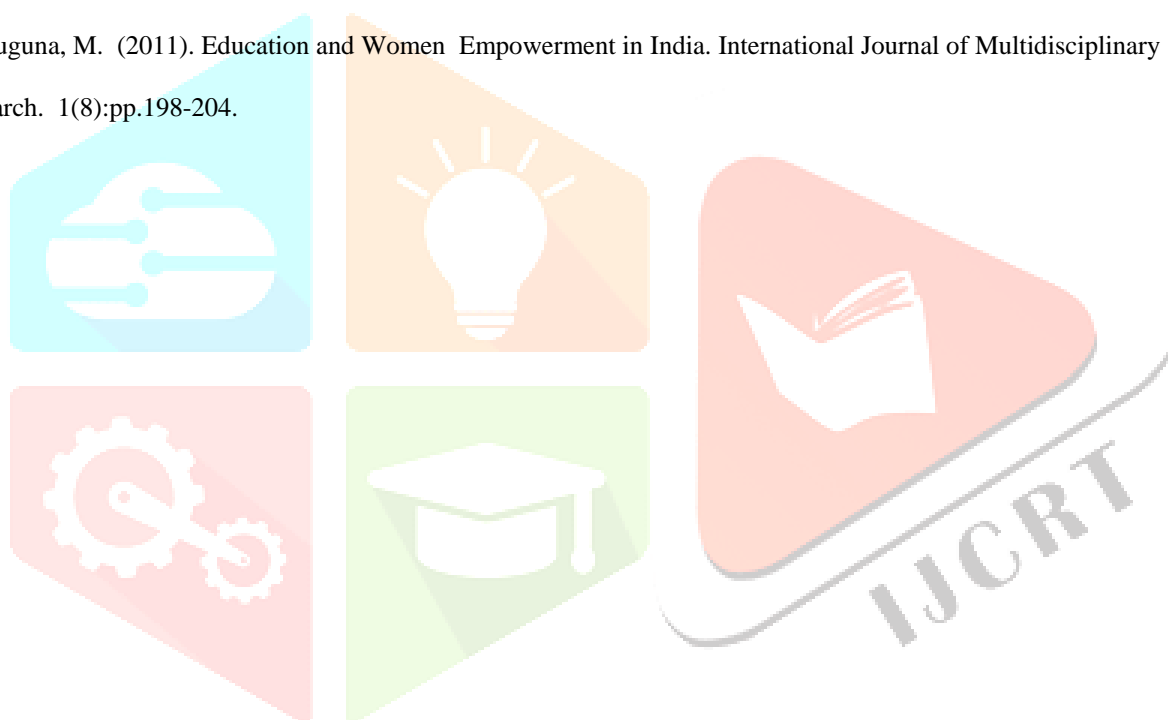 uguna, M. (2011). Education and Women Empowerment in India. International Journal of Multidisciplinary
arch. 1(8):pp.198-204.
IJCRT